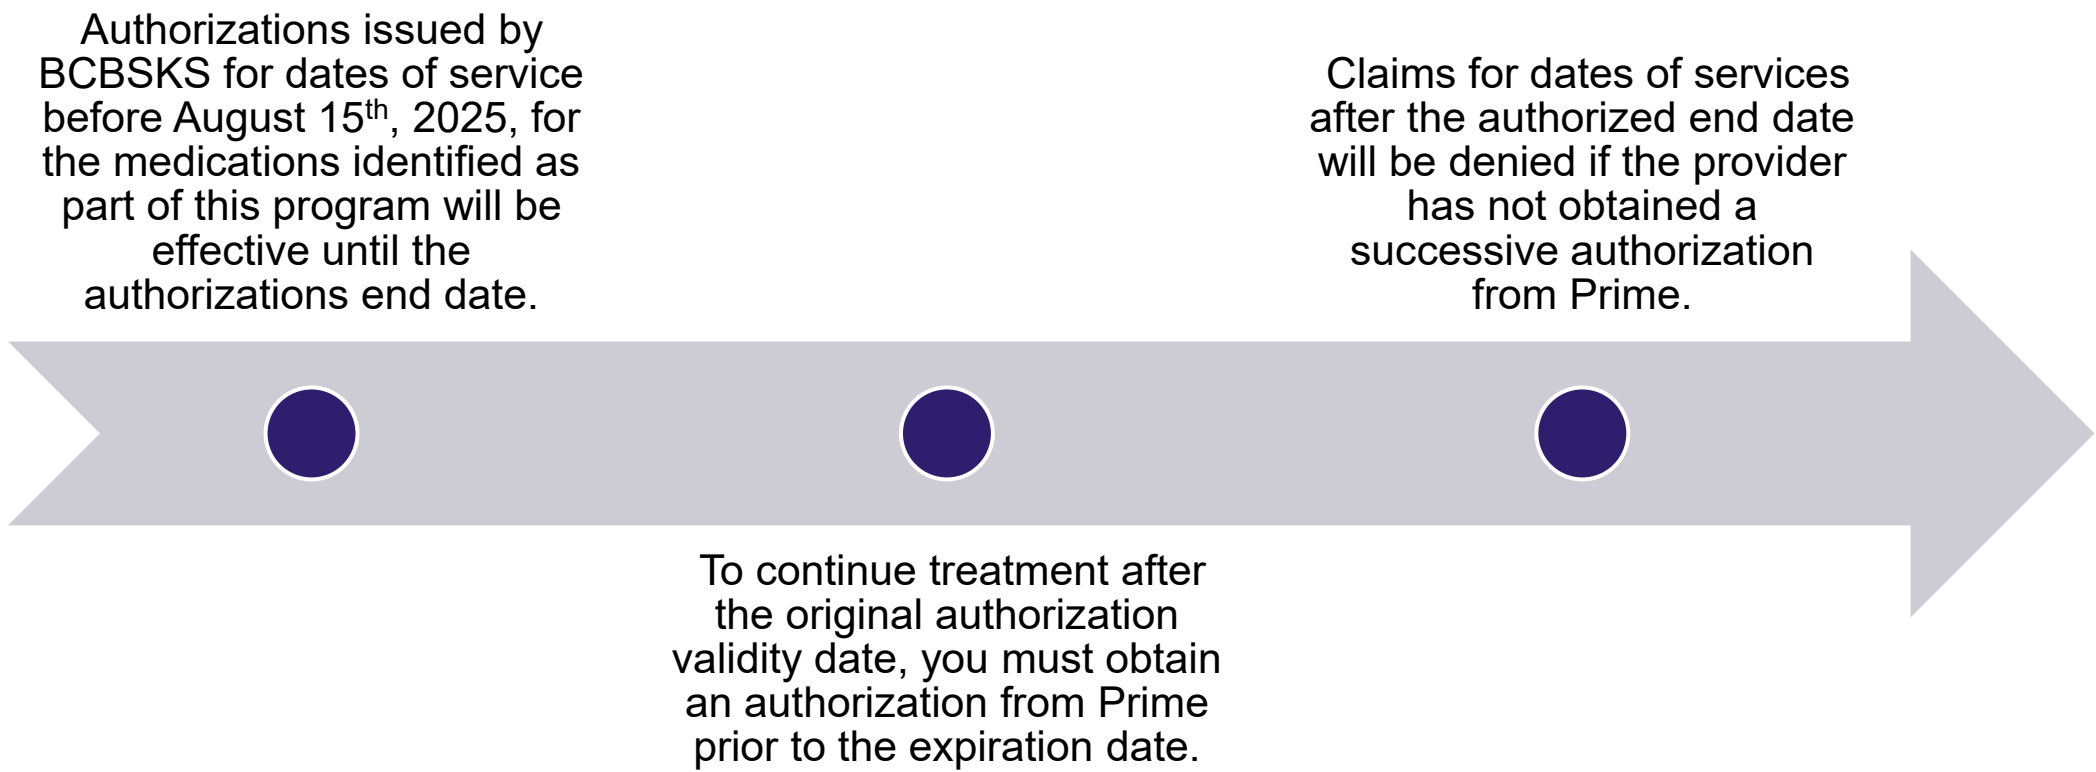 Authorizations issued by
BCBSKS for dates of service
before August 15th, 2025, for
the medications identified as
part of this program will be
effective until the
authorizations end date.
To continue treatment after
the original authorization
validity date, you must obtain
an authorization from Prime
prior to the expiration date.
Claims for dates of services
after the authorized end date
will be denied if the provider
has not obtained a
successive authorization
from Prime.